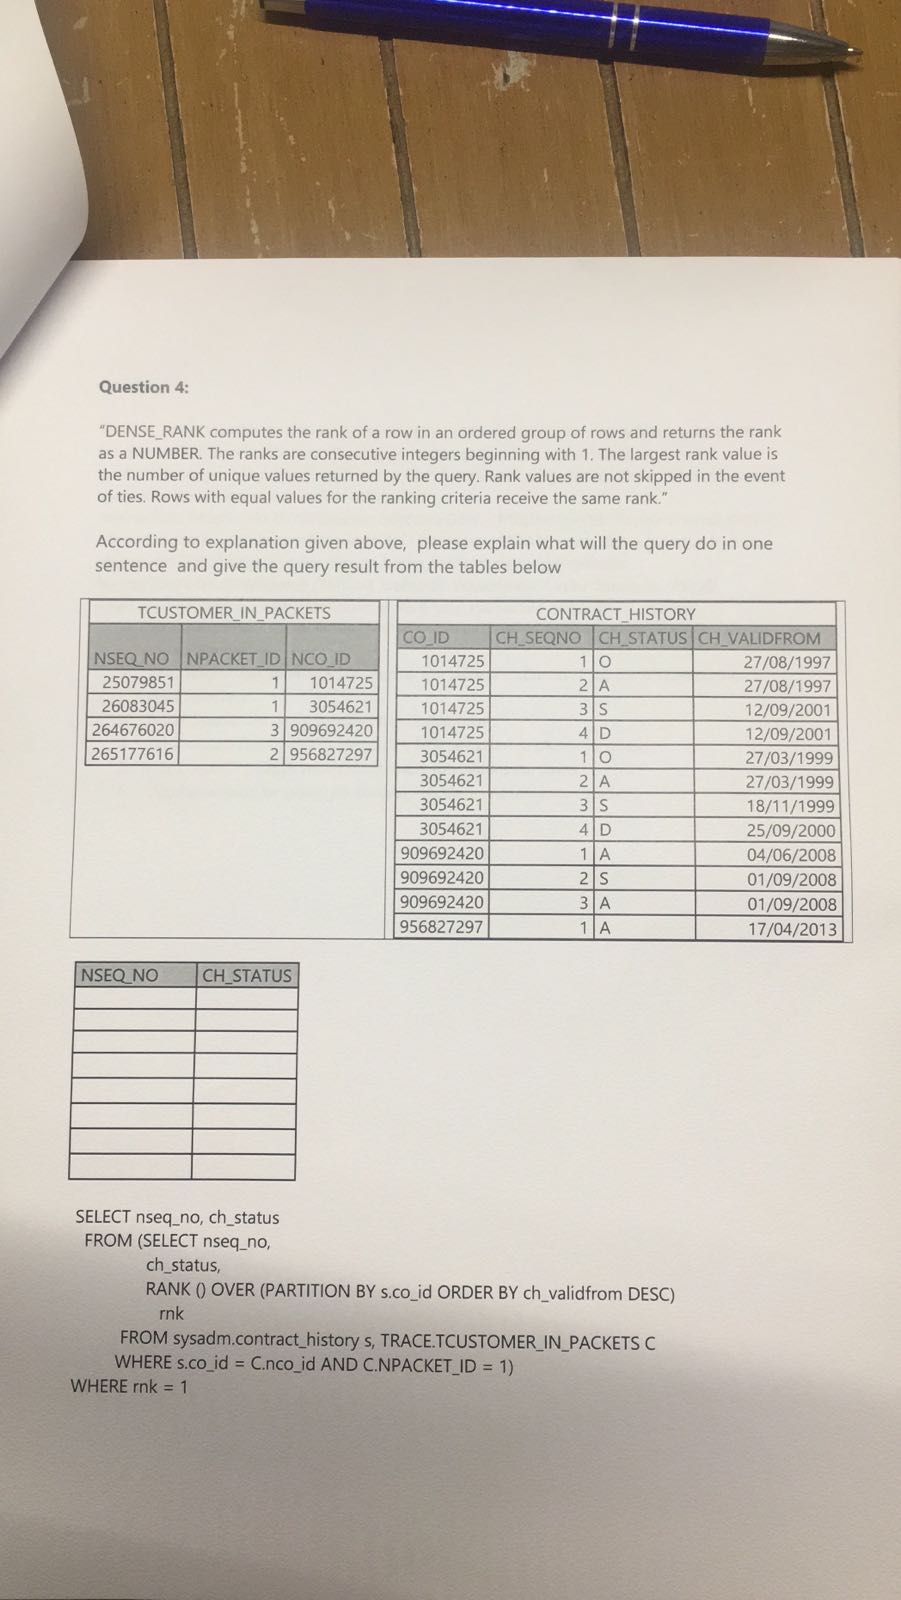 Question 4:
“DENSE_RANK computes the rank of a row in an ordered group of rows and returns the rank
as a NUMBER. The ranks are consecutive integers beginning with 1. The largest rank value is
the number of unique values returned by the query. Rank values are not skipped in the event
of ties. Rows with equal values for the ranking criteria receive the same rank.”
According to explanation given above, please explain what will the query do in one
sentence and give the query result from the tables below
TCUSTOMER_IN_PACKETS
NSEQ_NO NPACKET_ID NCO_ID
25079851 1 1014725
26083045 1 3054621
264676020 3 909692420
265177616 2 956827297
CONTRACT_HISTORY
CO_ID CH_SEQNO CH_STATUS CH_VALIDFROM
1014725 1 O 27/08/1997
1014725 2 A 27/08/1997
1014725 3 S 12/09/2001
1014725 4 D 12/09/2001
3054621 1 O 27/03/1999
3054621 2 A 27/03/1999
3054621 3 S 18/11/1999
3054621 4 D 25/09/2000
909692420 1 A 04/06/2008
909692420 2 S 01/09/2008
909692420 3 A 01/09/2008
956827297 1 A 17/04/2013
NSEQ_NO CH_STATUS
SELECT nseq_no, ch_status
FROM (SELECT nseq_no,
ch_status,
RANK () OVER (PARTITION BY s.co_id ORDER BY ch_validfrom DESC)
rnk
FROM sysadm.contract_history s, TRACE.TCUSTOMER_IN_PACKETS C
WHERE s.co_id = C.nco_id AND C.NPACKET_ID = 1)
WHERE rnk = 1